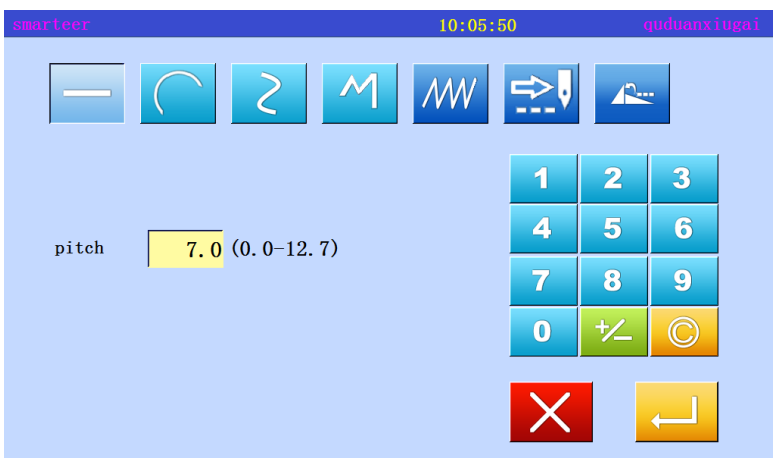 smarteer 10:05:50 quduanxiugai
1 2 3
4 5 6
pitch 7.0 (0.0-12.7)
7 8 9
0 +/- ©